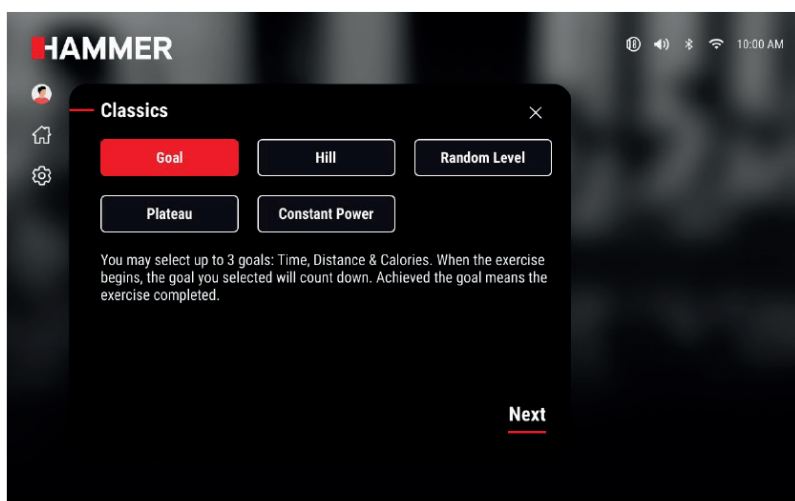 HAMMER
10:00 AM
Classics
Goal
Hill
Random Level
Plateau
Constant Power
You may select up to 3 goals: Time, Distance & Calories. When the exercise
begins, the goal you selected will count down. Achieved the goal means the
exercise completed.
Next